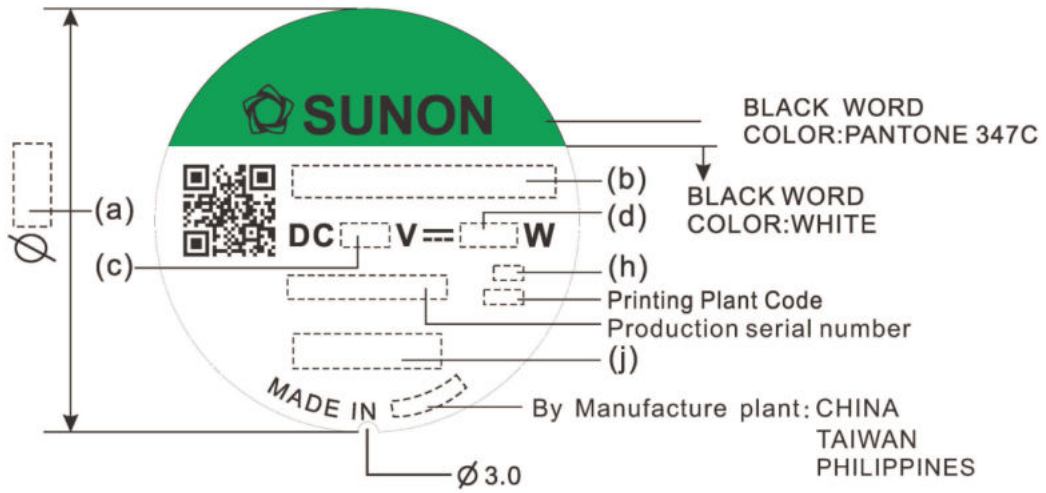 SUNON
BLACK WORD
COLOR:PANTONE 347C
BLACK WORD
COLOR:WHITE
(a)
Ø
(b)
(d)
DC V W
(c)
(h)
Printing Plant Code
Production serial number
(j)
MADE IN
By Manufacture plant: CHINA
TAIWAN
PHILIPPINES
Ø 3.0